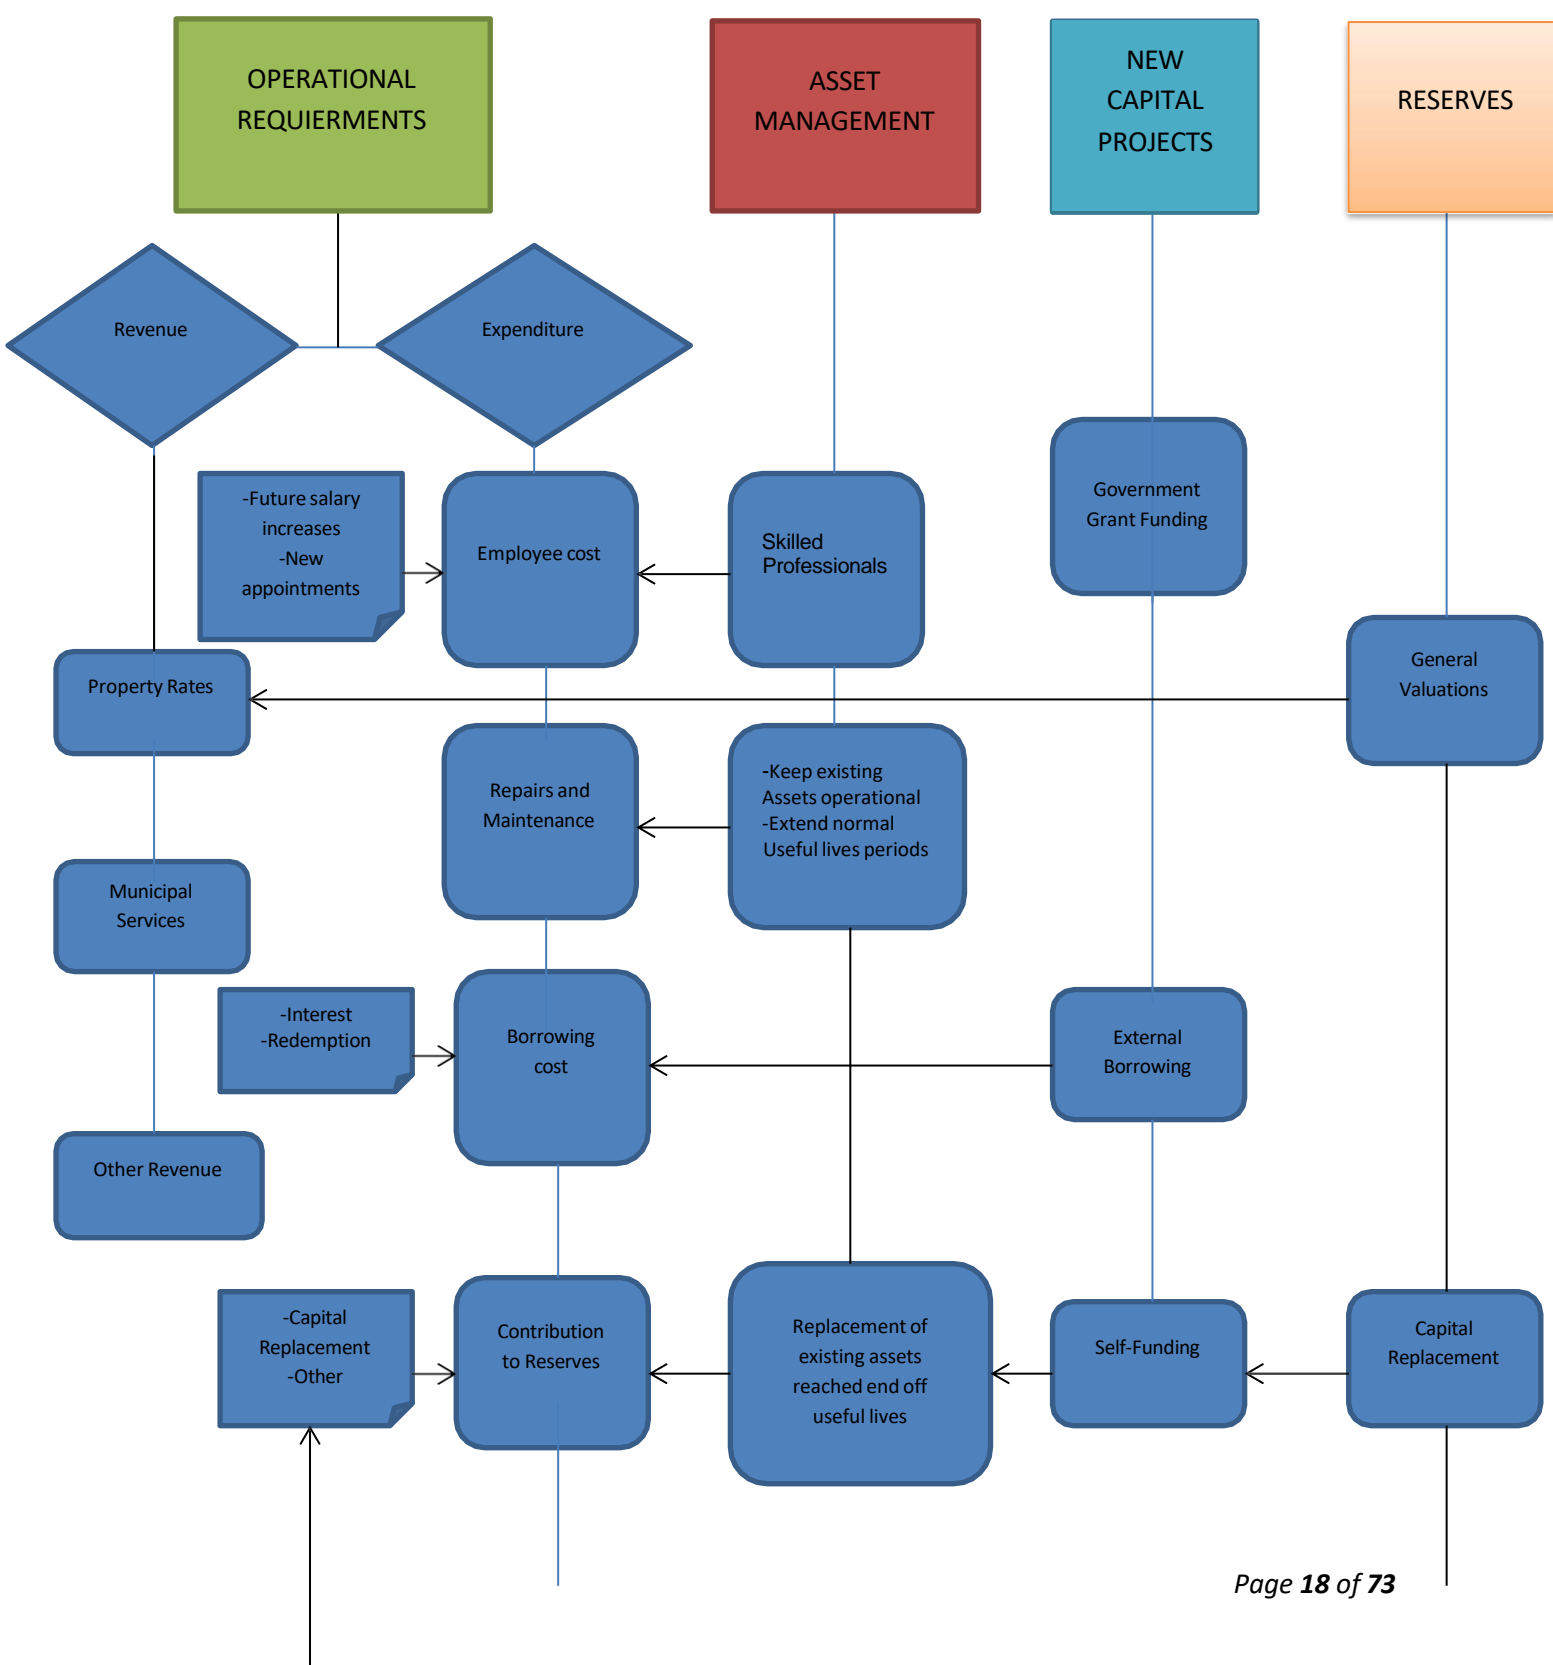 OPERATIONAL
REQUIERMENTS
ASSET
MANAGEMENT
NEW
CAPITAL
PROJECTS
RESERVES
Revenue
Expenditure
-Future salary
increases
-New
appointments
Employee cost
Skilled
Professionals
Government
Grant Funding
Property Rates
General
Valuations
Repairs and
Maintenance
-Keep existing
Assets operational
-Extend normal
Useful lives periods
Municipal
Services
-Interest
-Redemption
Borrowing
cost
External
Borrowing
Other Revenue
-Capital
Replacement
-Other
Contribution
to Reserves
Replacement of
existing assets
reached end off
useful lives
Self-Funding
Capital
Replacement
Page 18 of 73